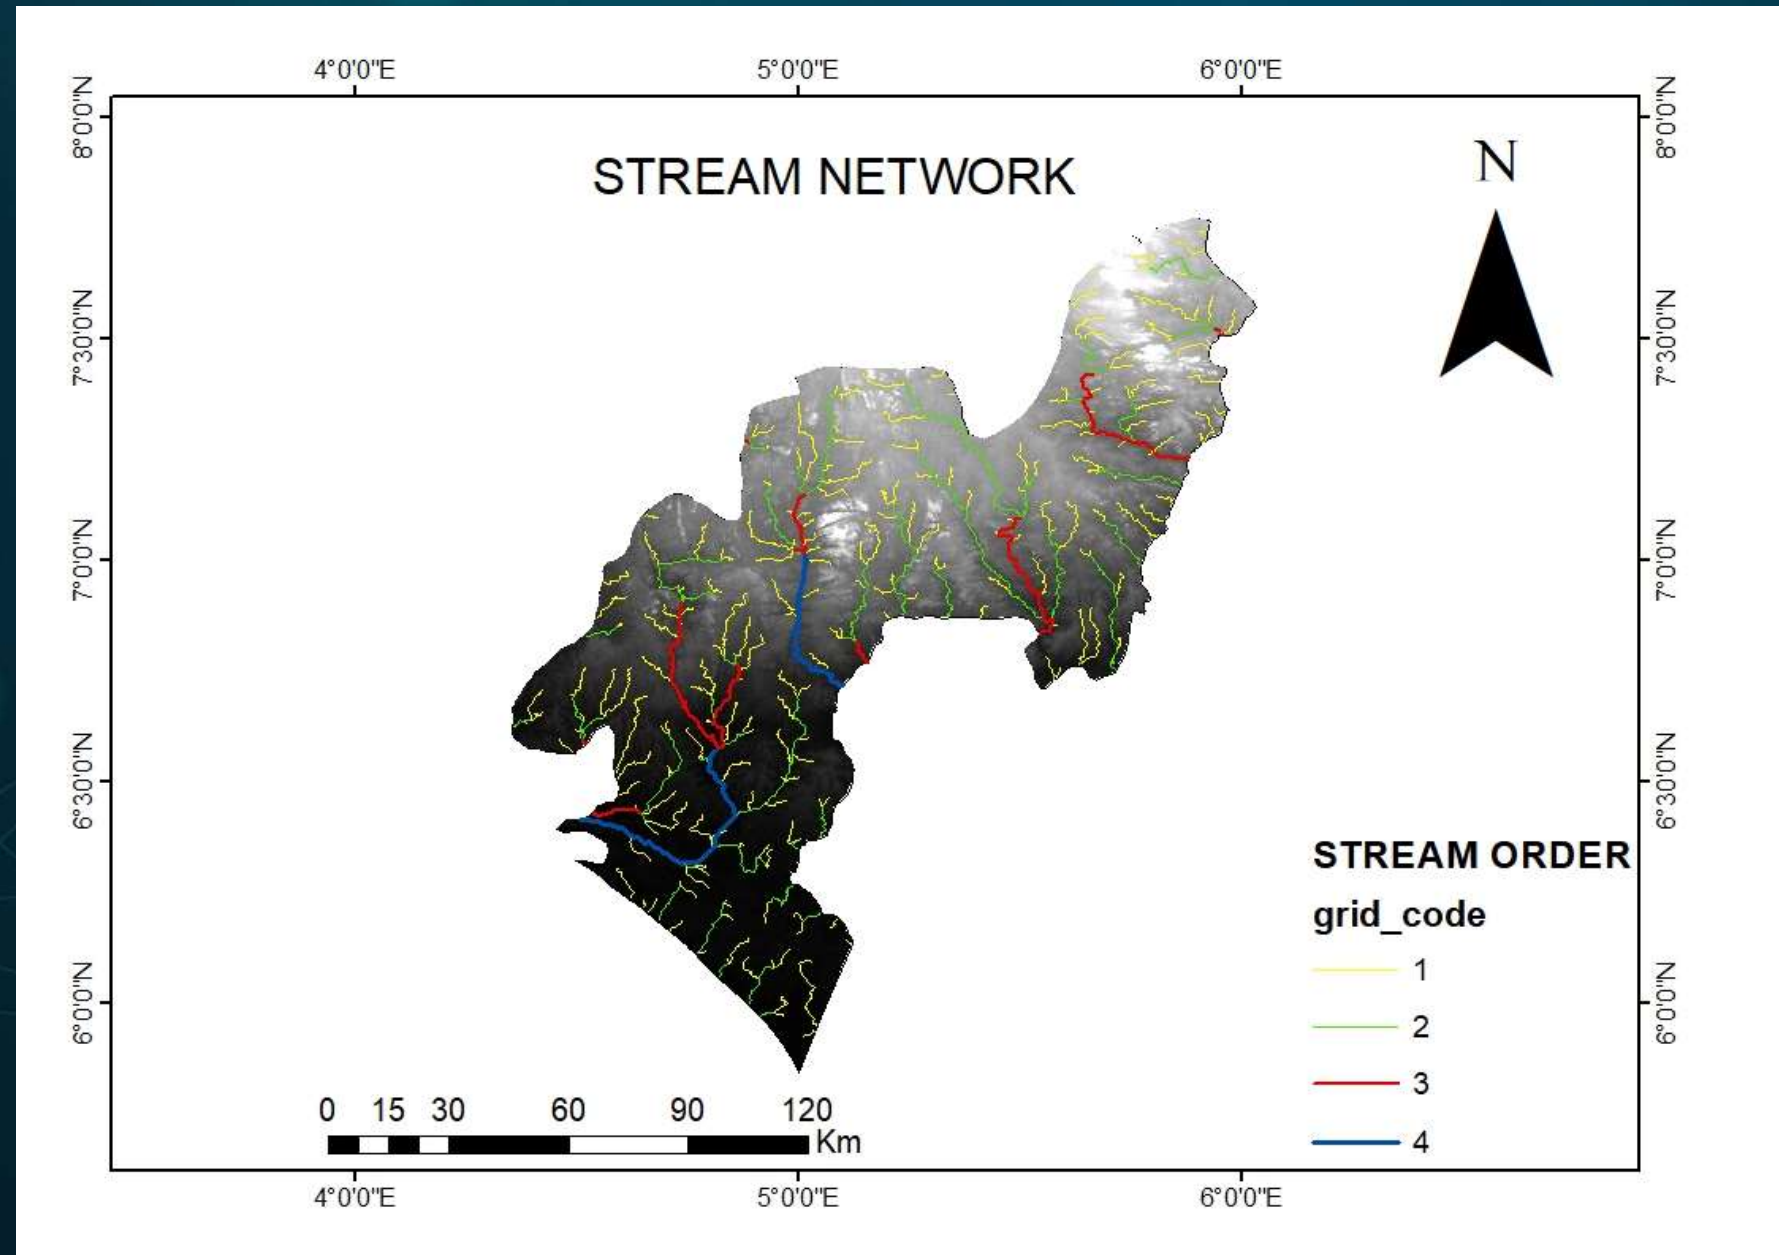 4°0'0"E 5°0'0"E 6°0'0"E
8°0'0"N 8°0'0"N
STREAM NETWORK
N
7°30'0"N 7°30'0"N
7°0'0"N 7°0'0"N
6°30'0"N 6°30'0"N
STREAM ORDER
grid_code
1
6°0'0"N 6°0'0"N
2
3
0 15 30 60 90 120
Km
4
4°0'0"E 5°0'0"E 6°0'0"E